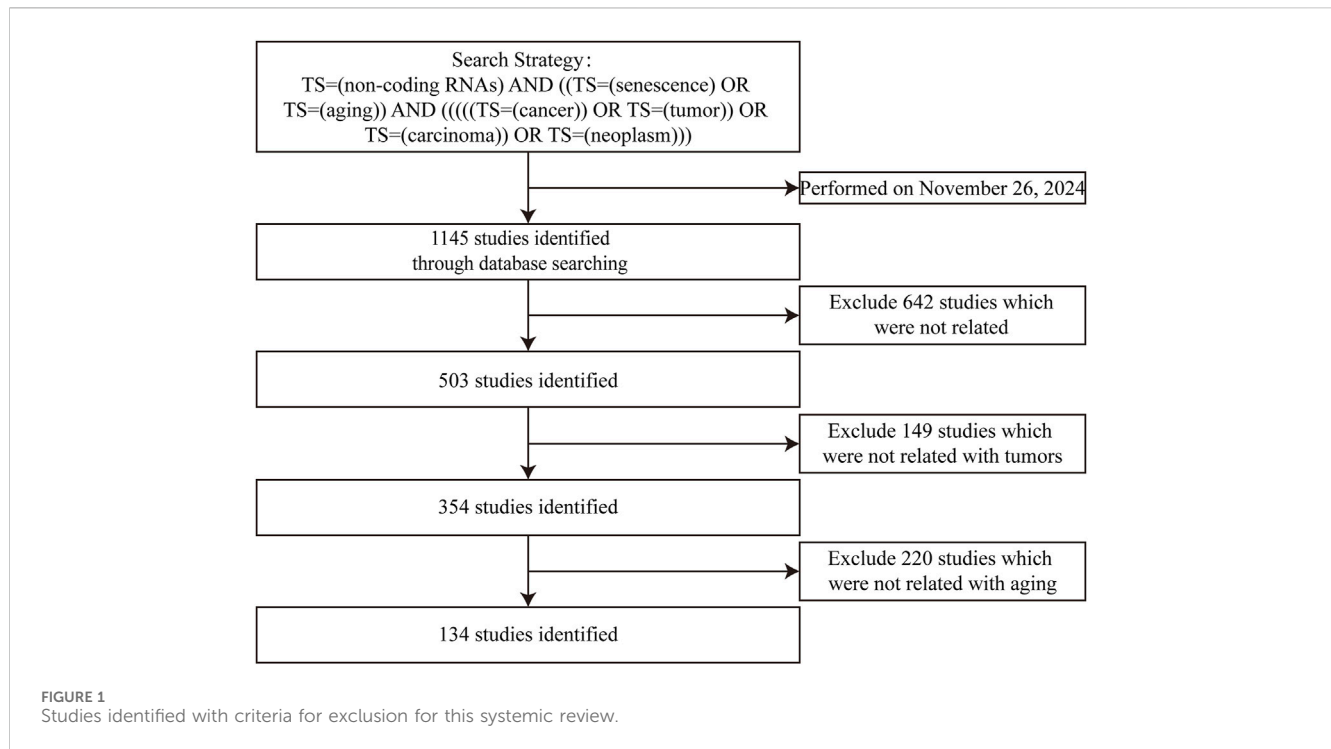 Search Strategy:
TS=(non-coding RNAs) AND ((TS=(senescence) OR
TS=(aging)) AND (((((TS=(cancer)) OR TS=(tumor)) OR
TS=(carcinoma)) OR TS=(neoplasm)))
Performed on November 26, 2024
1145 studies identified
through database searching
Exclude 642 studies which
were not related
503 studies identified
Exclude 149 studies which
were not related with tumors
354 studies identified
Exclude 220 studies which
were not related with aging
134 studies identified
FIGURE 1
Studies identified with criteria for exclusion for this systemic review.